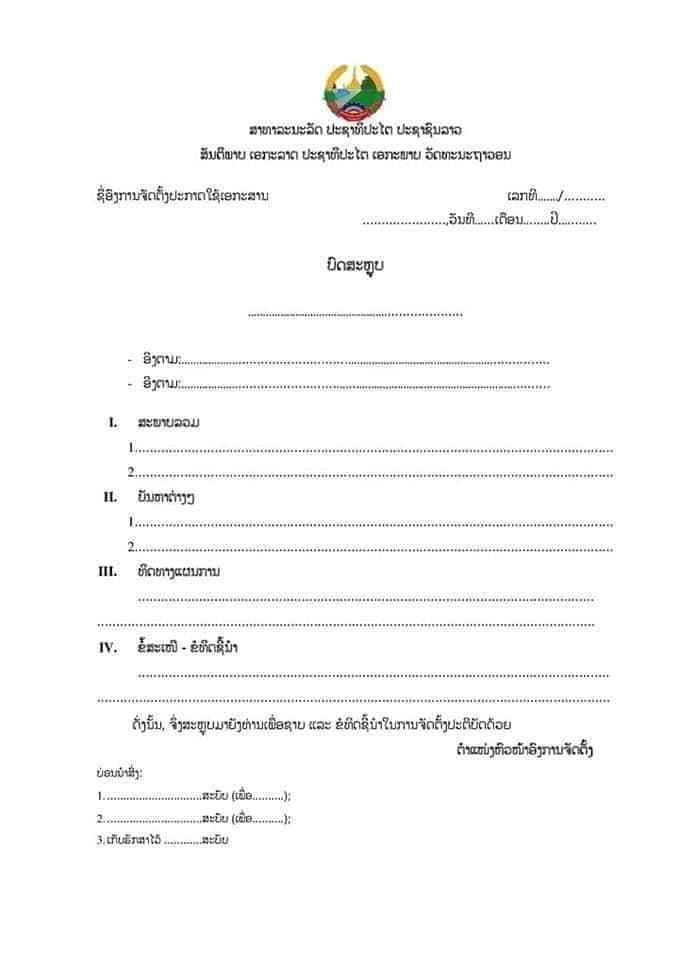 ສາທາລະນະລັດ ປະຊາທິປະໄຕ ປະຊາຊົນລາວ
ສັນຕິພາບ ເອກະລາດ ປະຊາທິປະໄຕ ເອກະພາບ ວັດທະນະຖາວອນ
ຊື່ອົງການຈັດຕັ້ງປະກາດໃຊ້ເອກະສານ ເລກທີ......./...........
......................,ວັນທີ......ເດືອນ........ປີ..........
ບົດສະຫຼຸບ
.........................................................
- ອີງຕາມ:..........................................................................................
- ອີງຕາມ:..........................................................................................
I. ສະພາບລວມ
1..............................................................................................................
2..............................................................................................................
II. ບັນຫາຕ່າງໆ
1..............................................................................................................
2..............................................................................................................
III. ທິດທາງແຜນການ
..............................................................................................................
..............................................................................................................
IV. ຂໍ້ສະເໜີ - ຂໍທິດຊີ້ນຳ
..............................................................................................................
..............................................................................................................
ດັ່ງນັ້ນ, ຈຶ່ງສະຫຼຸບມາຍັງທ່ານເພື່ອຊາບ ແລະ ຂໍທິດຊີ້ນຳໃນການຈັດຕັ້ງປະຕິບັດດ້ວຍ
ຕຳແໜ່ງຫົວໜ້າອົງການຈັດຕັ້ງ
ບ່ອນນຳສົ່ງ:
1. ..............................ສະບັບ (ເພື່ອ..........);
2. ..............................ສະບັບ (ເພື່ອ..........);
3.ເກັບຮັກສາໄວ້ ............ສະບັບ